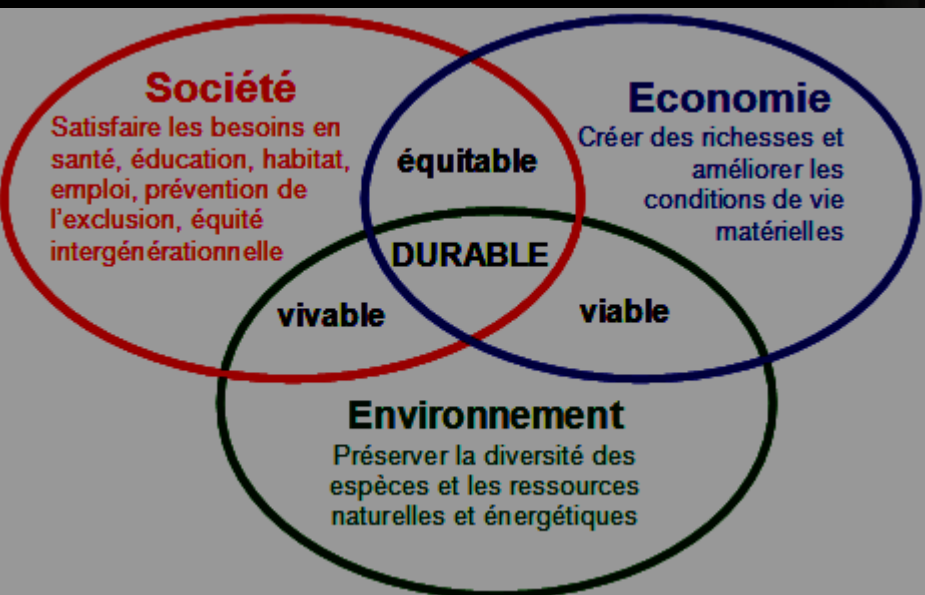 Société
Satisfaire les besoins en
santé, éducation, habitat,
emploi, prévention de
l'exclusion, équité
intergénérationnelle
équitable
Economie
Créer des richesses et
améliorer les
conditions de vie
matérielles
DURABLE
vivable
viable
Environnement
Préserver la diversité des
espèces et les ressources
naturelles et énergétiques